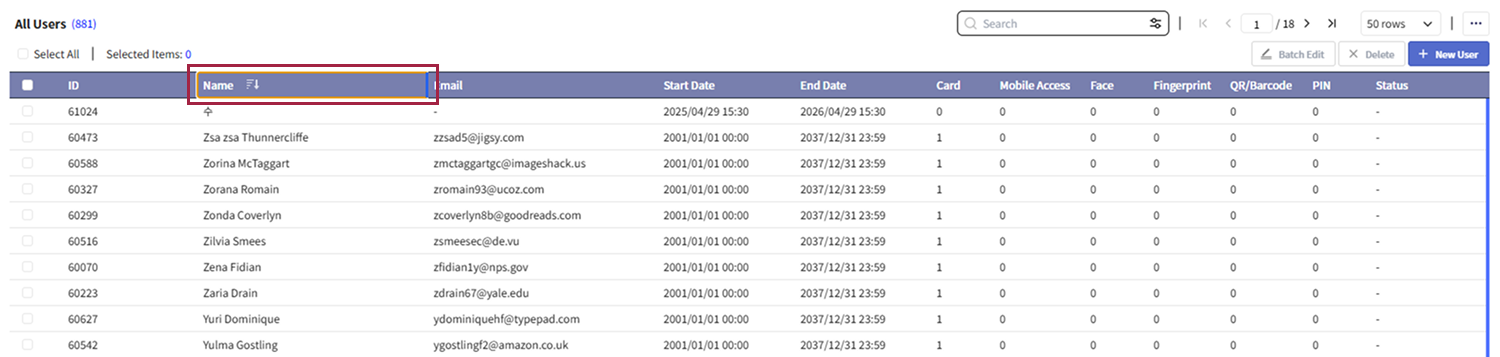 All Users (881) Search 1 / 18 50 rows ...
Select All Selected Items: 0 Batch Edit Delete New User
ID Name Email Start Date End Date Card Mobile Access Face Fingerprint QR/Barcode PIN Status
61024 수 - 2025/04/29 15:30 2026/04/29 15:30 0 0 0 0 0 0 -
60473 Zsa zsa Thunnercliffe zzsad5@jigsy.com 2001/01/01 00:00 2037/12/31 23:59 1 0 0 0 0 0 -
60588 Zorina McTaggart zmctaggartgc@imageshack.us 2001/01/01 00:00 2037/12/31 23:59 1 0 0 0 0 0 -
60327 Zorana Romain zromain93@ucoz.com 2001/01/01 00:00 2037/12/31 23:59 1 0 0 0 0 0 -
60299 Zonda Coverlyn zcoverlyn8b@goodreads.com 2001/01/01 00:00 2037/12/31 23:59 1 0 0 0 0 0 -
60516 Zilvia Smees zsmeesec@de.vu 2001/01/01 00:00 2037/12/31 23:59 1 0 0 0 0 0 -
60070 Zena Fidian zfidian1y@nps.gov 2001/01/01 00:00 2037/12/31 23:59 1 0 0 0 0 0 -
60223 Zaria Drain zdrain67@yale.edu 2001/01/01 00:00 2037/12/31 23:59 1 0 0 0 0 0 -
60627 Yuri Dominique ydominiquehf@typepad.com 2001/01/01 00:00 2037/12/31 23:59 1 0 0 0 0 0 -
60542 Yulma Gostling ygostlingf2@amazon.co.uk 2001/01/01 00:00 2037/12/31 23:59 1 0 0 0 0 0 -